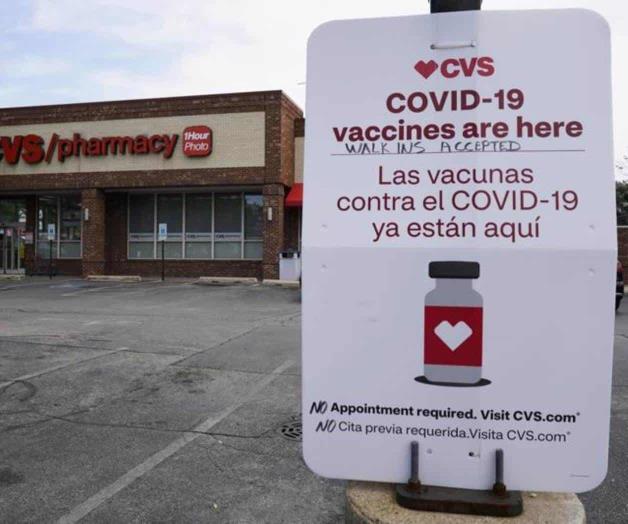 VS/pharmacy
1Hour
Photo
CVS
COVID-19
vaccines are here
WALK INS ACCEPTED
Las vacunas
contra el COVID-19
ya están aquí
NO Appointment required. Visit CVS.com*
NO Cita previa requerida.Visita CVS.com*